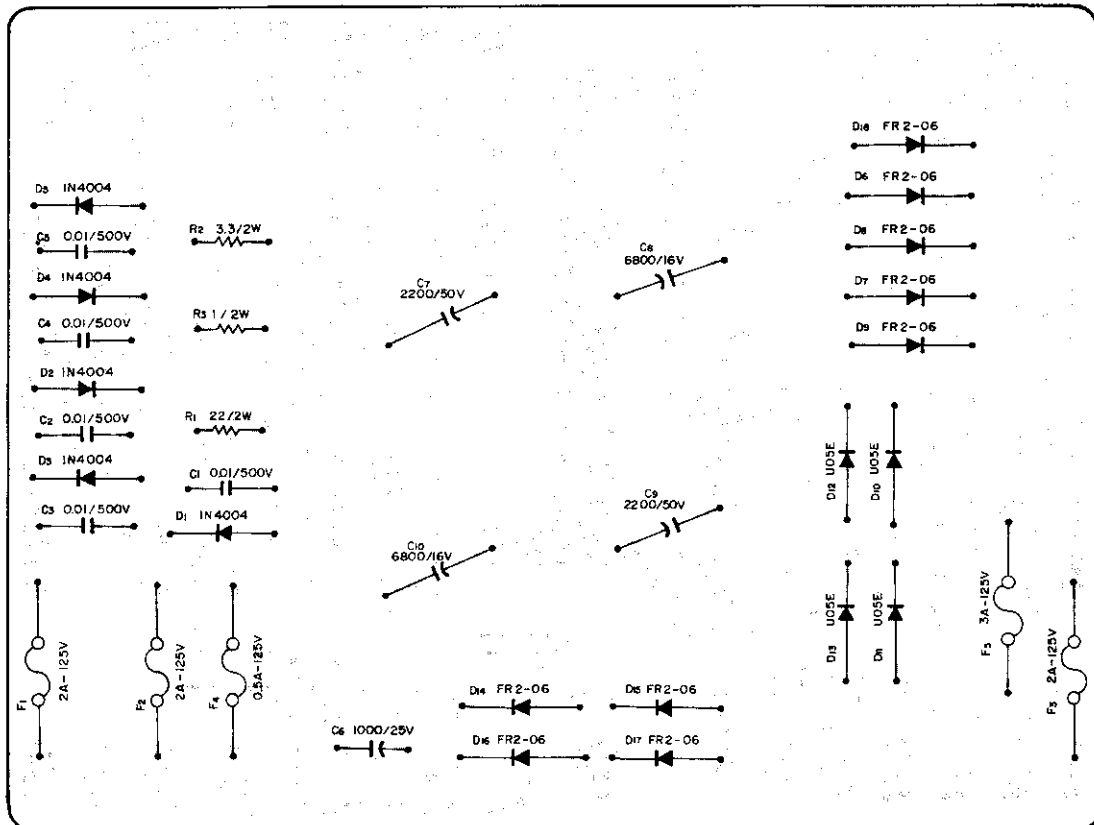 D18 FR2-06
D6 FR2-06
D8 FR2-06
D7 FR2-06
D9 FR2-06
D5 1N4004
C5 0.01/500V
D4 1N4004
C4 0.01/500V
D2 1N4004
C2 0.01/500V
D3 1N4004
C3 0.01/500V
R2 3.3/2W
R3 1/2W
R1 22/2W
C1 0.01/500V
D1 1N4004
C7
2200/50V
C8
6800/16V
C10
6800/16V
C9
2200/50V
D12 U05E
D10 U05E
D13 U05E
D11 U05E
F1 2A-125V
F2 2A-125V
F4 0.5A-125V
F5 3A-125V
F3 2A-125V
C6 1000/25V
D14 FR2-06
D15 FR2-06
D16 FR2-06
D17 FR2-06